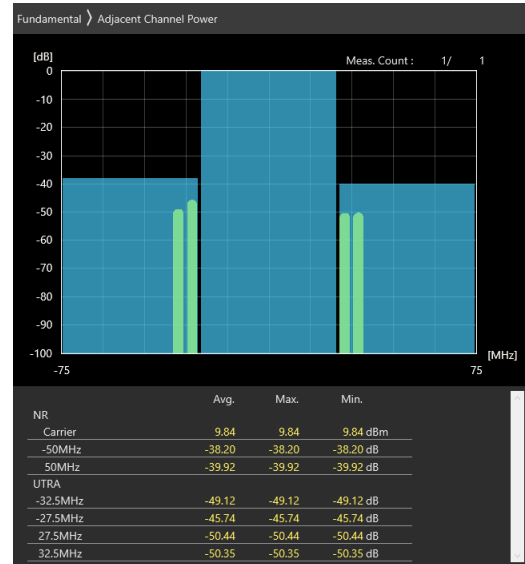 Fundamental 〉 Adjacent Channel Power
[dB]
Meas. Count : 1/ 1
0
-10
-20
-30
-40
-50
-60
-70
-80
-90
-100
[MHz]
-75 75
Avg. Max. Min.
NR
Carrier 9.84 9.84 9.84 dBm
-50MHz -38.20 -38.20 -38.20 dB
50MHz -39.92 -39.92 -39.92 dB
UTRA
-32.5MHz -49.12 -49.12 -49.12 dB
-27.5MHz -45.74 -45.74 -45.74 dB
27.5MHz -50.44 -50.44 -50.44 dB
32.5MHz -50.35 -50.35 -50.35 dB